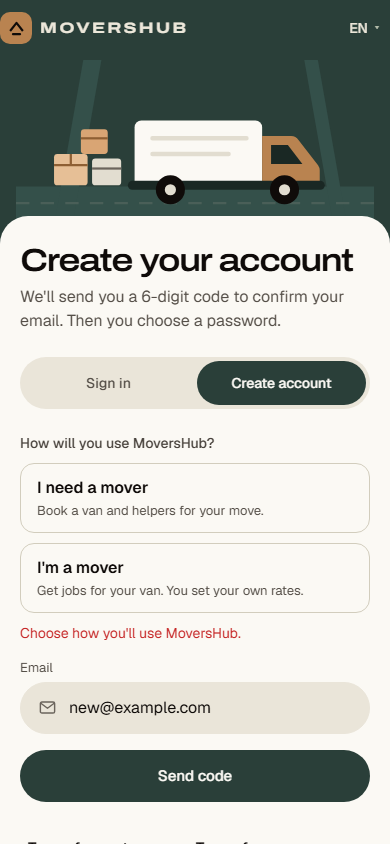 MOVERSHUB
EN
Create your account
We'll send you a 6-digit code to confirm your
email. Then you choose a password.
Sign in
Create account
How will you use MoversHub?
I need a mover
Book a van and helpers for your move.
I'm a mover
Get jobs for your van. You set your own rates.
Choose how you'll use MoversHub.
Email
new@example.com
Send code